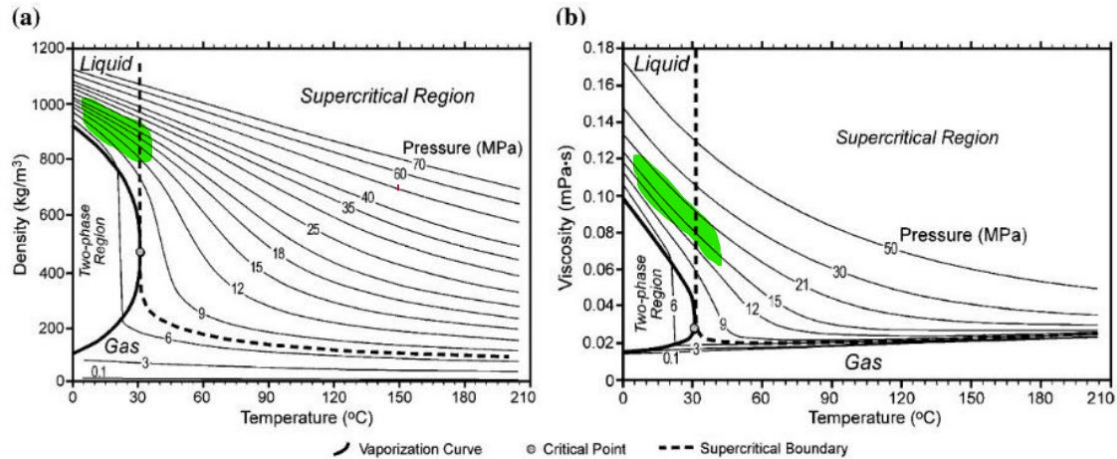 (a)
1200
1000
800
600
400
200
0
Density (kg/m³)
Liquid
Supercritical Region
Pressure (MPa)
70
60
40
35
25
18
15
12
9
6
3
0.1
Two-phase
Region
Gas
0 30 60 90 120 150 180 210
Temperature (ºC)
(b)
0.18
0.16
0.14
0.12
0.10
0.08
0.06
0.04
0.02
0
Viscosity (mPa•s)
Liquid
Supercritical Region
Pressure (MPa)
50
30
21
15
12
9
6
3
0.1
Two-phase
Region
Gas
0 30 60 90 120 150 180 210
Temperature (ºC)
Vaporization Curve Critical Point Supercritical Boundary